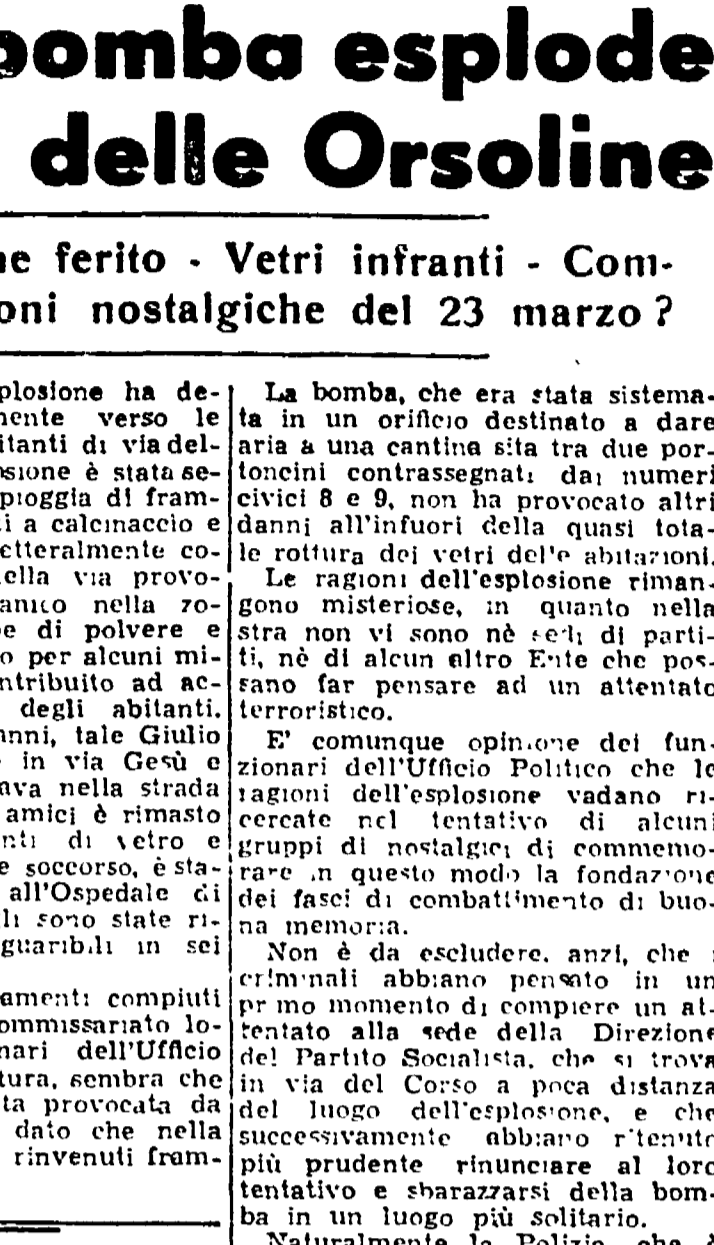 bomba esplode
delle Orsoline
ne ferito - Vetri infranti - Com-
oni nostalgiche del 23 marzo?
plosione ha de-
mente verso le
itanti di via del-
osione è stata se-
pioggia di fram-
ti a calcinaccio e
etteralmente co-
ella via provo-
anico nella zo-
be di polvere e
o per alcuni mi-
ntribuito ad ac-
degli abitanti.
anni, tale Giulio
in via Gesù e
ava nella strada
amici è rimasto
nti di vetro e
e soccorso, è sta-
all'Ospedale di
li sono state ri-
guaribili in sei
amenti compiuti
ommissariato lo-
nari dell'Ufficio
tura, sembra che
ta provocata da
dato che nella
rinvenuti fram-
La bomba, che era stata sistema-
ta in un orificio destinato a dare
aria a una cantina sita tra due por-
toncini contrassegnati dai numeri
civici 8 e 9, non ha provocato altri
danni all'infuori della quasi tota-
le rottura dei vetri delle abitazioni.
Le ragioni dell'esplosione riman-
gono misteriose, in quanto nella
stra non vi sono nè sedi di parti-
ti, nè di alcun altro Ente che pos-
sano far pensare ad un attentato
terroristico.
E' comunque opinione dei fun-
zionari dell'Ufficio Politico che le
ragioni dell'esplosione vadano ri-
cercate nel tentativo di alcuni
gruppi di nostalgici di commemo-
rare in questo modo la fondazione
dei fasci di combattimento di buo-
na memoria.
Non è da escludere, anzi, che i
criminali abbiano pensato in un
primo momento di compiere un at-
tentato alla sede della Direzione
del Partito Socialista, che si trova
in via del Corso a poca distanza
del luogo dell'esplosione, e che
successivamente abbiano ritenuto
più prudente rinunciare al loro
tentativo e sbarazzarsi della bom-
ba in un luogo più solitario.
Naturalmente la Polizia, che è